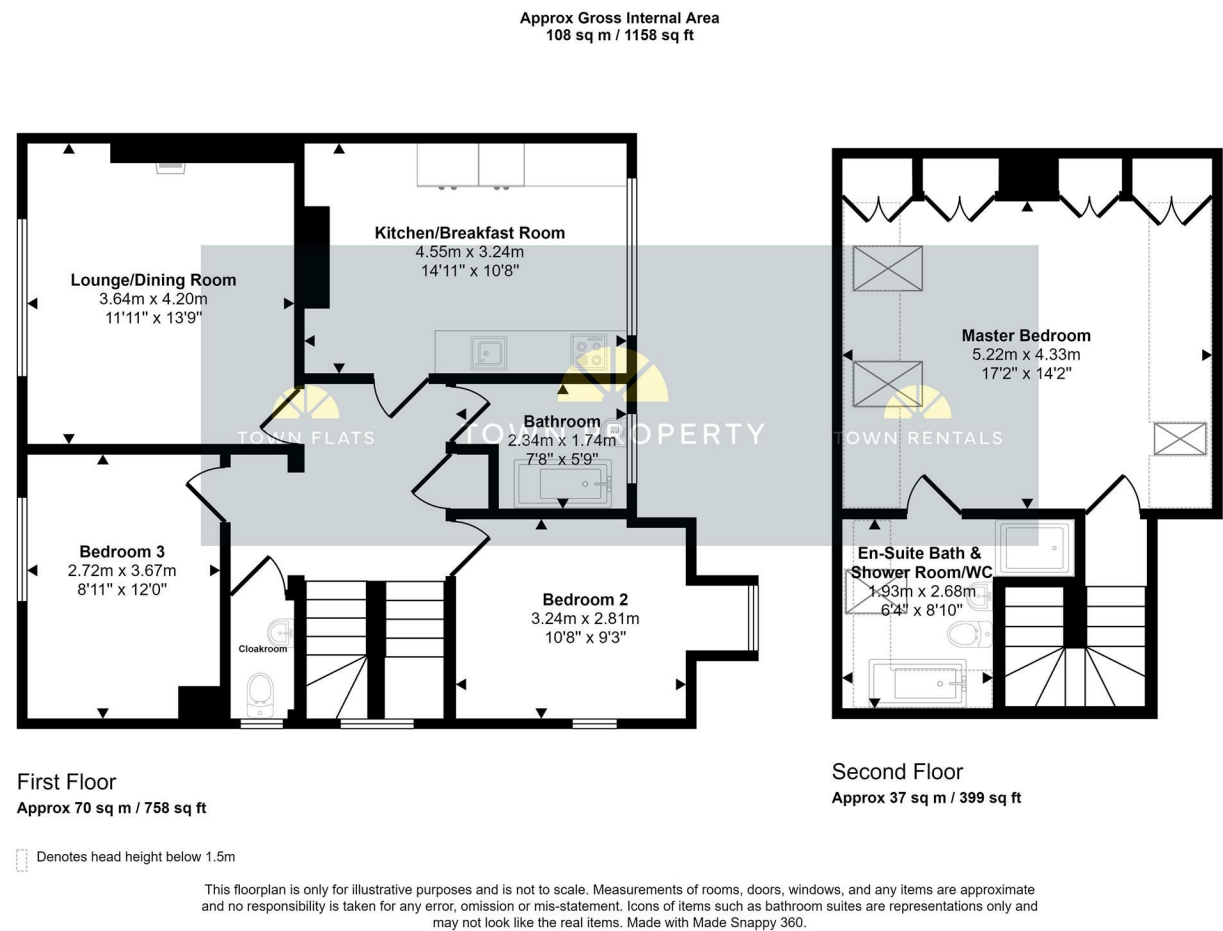 Approx Gross Internal Area
108 sq m / 1158 sq ft
Lounge/Dining Room
3.64m x 4.20m
11'11" x 13'9"
Kitchen/Breakfast Room
4.55m x 3.24m
14'11" x 10'8"
Bathroom
2.34m x 1.74m
7'8" x 5'9"
Bedroom 3
2.72m x 3.67m
8'11" x 12'0"
Cloakroom
Bedroom 2
3.24m x 2.81m
10'8" x 9'3"
Master Bedroom
5.22m x 4.33m
17'2" x 14'2"
En-Suite Bath &
Shower Room/WC
1.93m x 2.68m
6'4" x 8'10"
TOWN FLATS
TOWN PROPERTY
TOWN RENTALS
First Floor
Approx 70 sq m / 758 sq ft
Second Floor
Approx 37 sq m / 399 sq ft
Denotes head height below 1.5m
This floorplan is only for illustrative purposes and is not to scale. Measurements of rooms, doors, windows, and any items are approximate
and no responsibility is taken for any error, omission or mis-statement. Icons of items such as bathroom suites are representations only and
may not look like the real items. Made with Made Snappy 360.